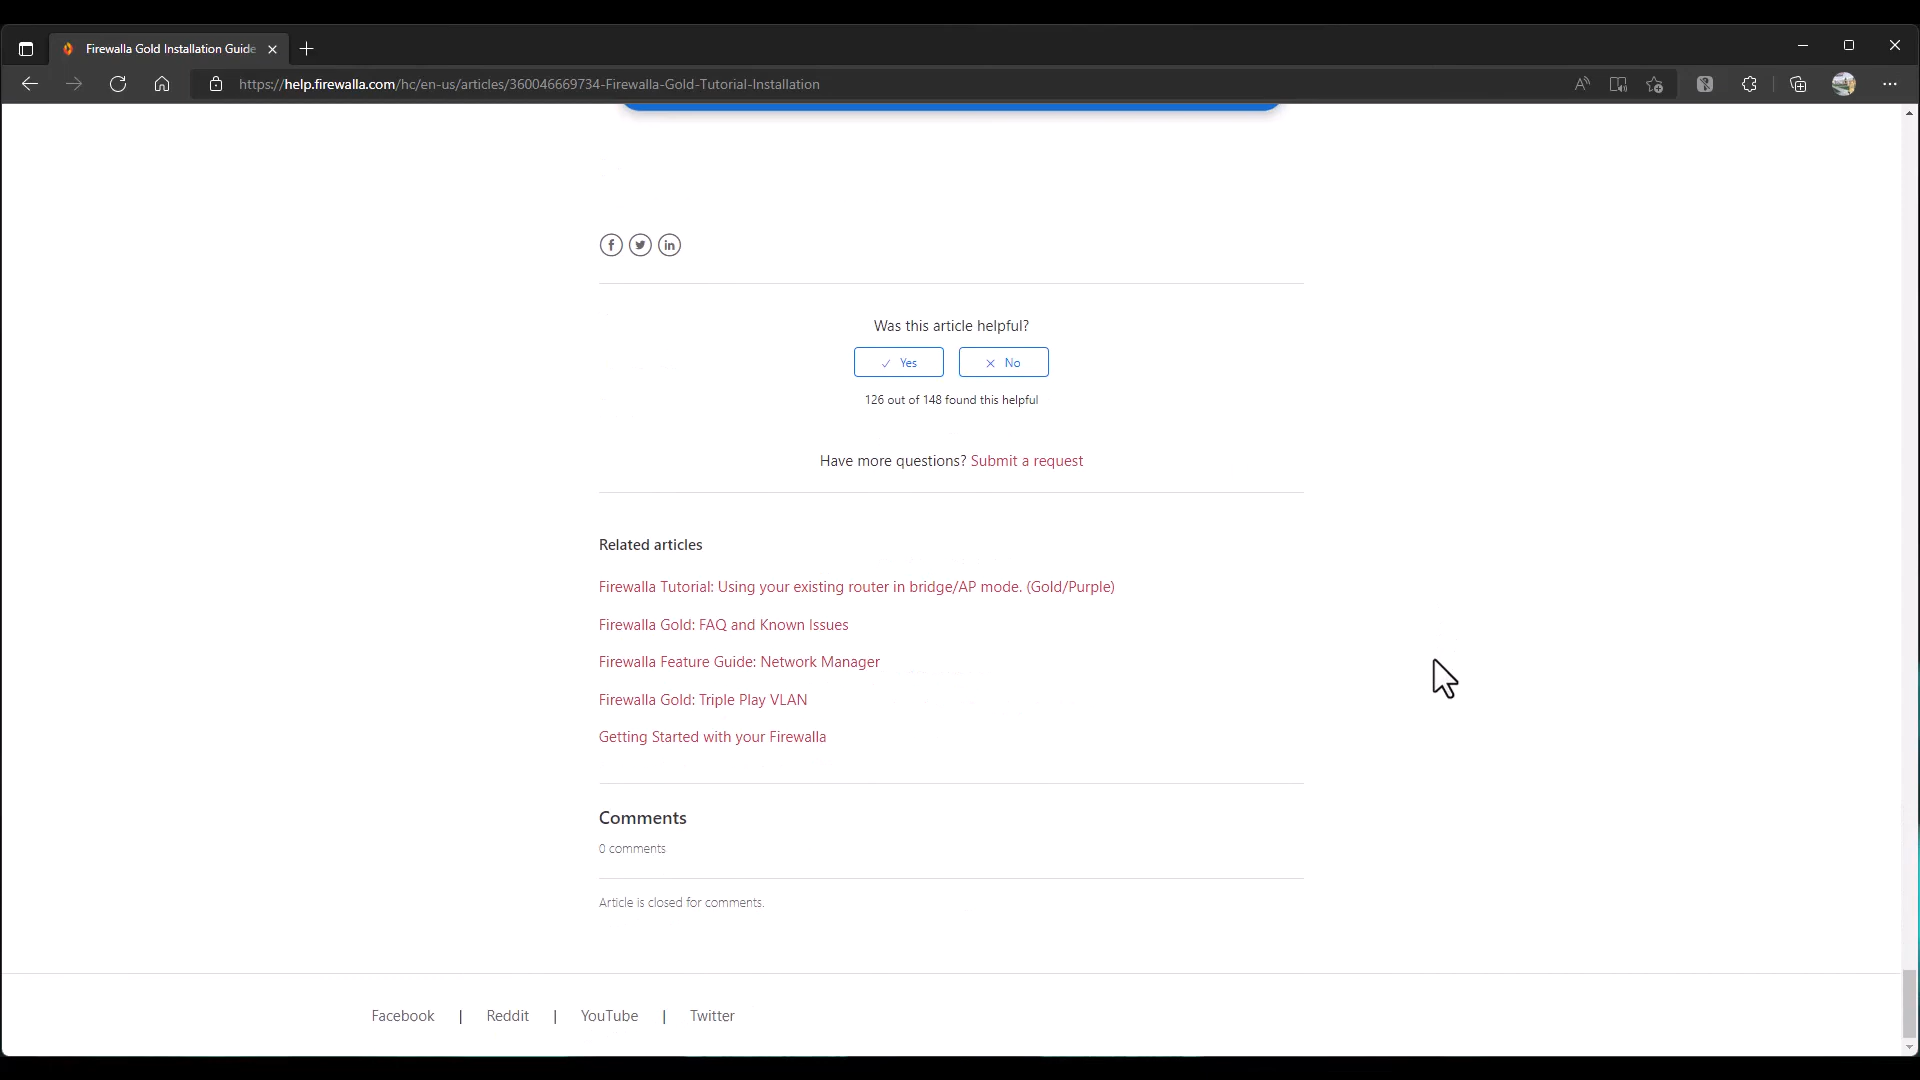 Firewalla Gold Installation Guide
https://help.firewalla.com/hc/en-us/articles/360046669734-Firewalla-Gold-Tutorial-Installation
Was this article helpful?
Yes
No
126 out of 148 found this helpful
Have more questions? Submit a request
Related articles
Firewalla Tutorial: Using your existing router in bridge/AP mode. (Gold/Purple)
Firewalla Gold: FAQ and Known Issues
Firewalla Feature Guide: Network Manager
Firewalla Gold: Triple Play VLAN
Getting Started with your Firewalla
Comments
0 comments
Article is closed for comments.
Facebook | Reddit | YouTube | Twitter